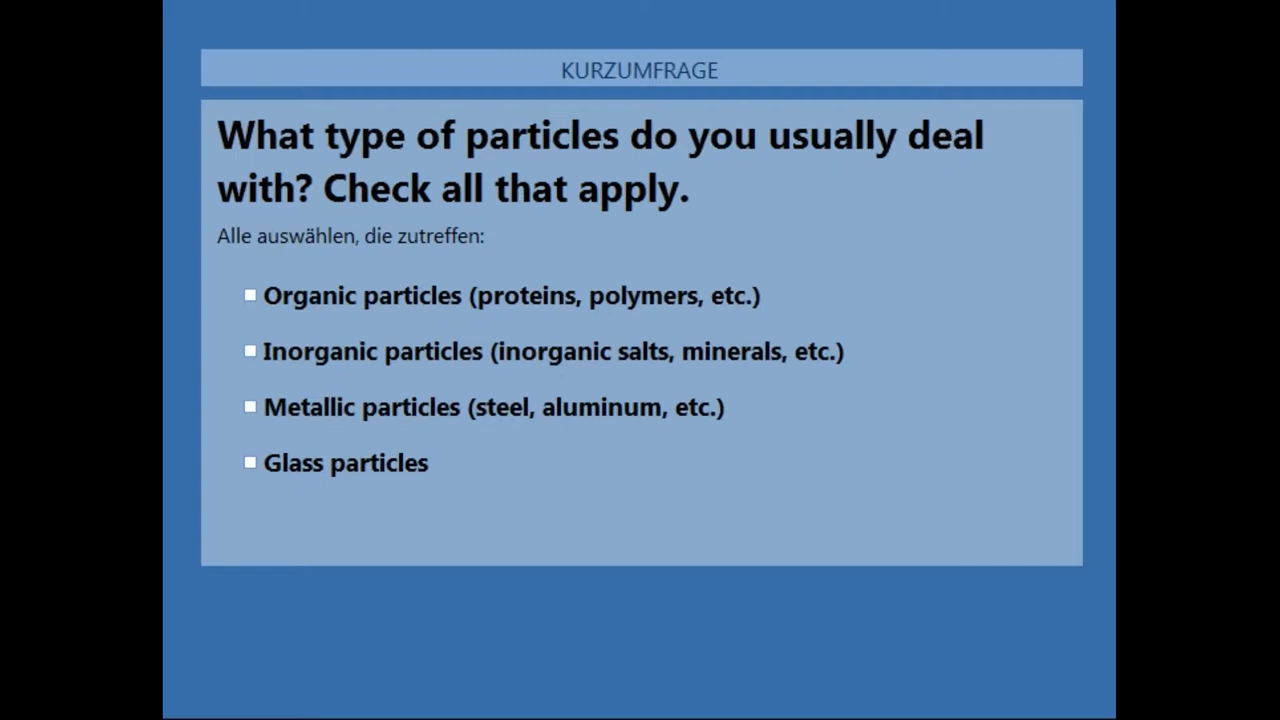 KURZUMFRAGE
What type of particles do you usually deal
with? Check all that apply.
Alle auswählen, die zutreffen:
Organic particles (proteins, polymers, etc.)
Inorganic particles (inorganic salts, minerals, etc.)
Metallic particles (steel, aluminum, etc.)
Glass particles